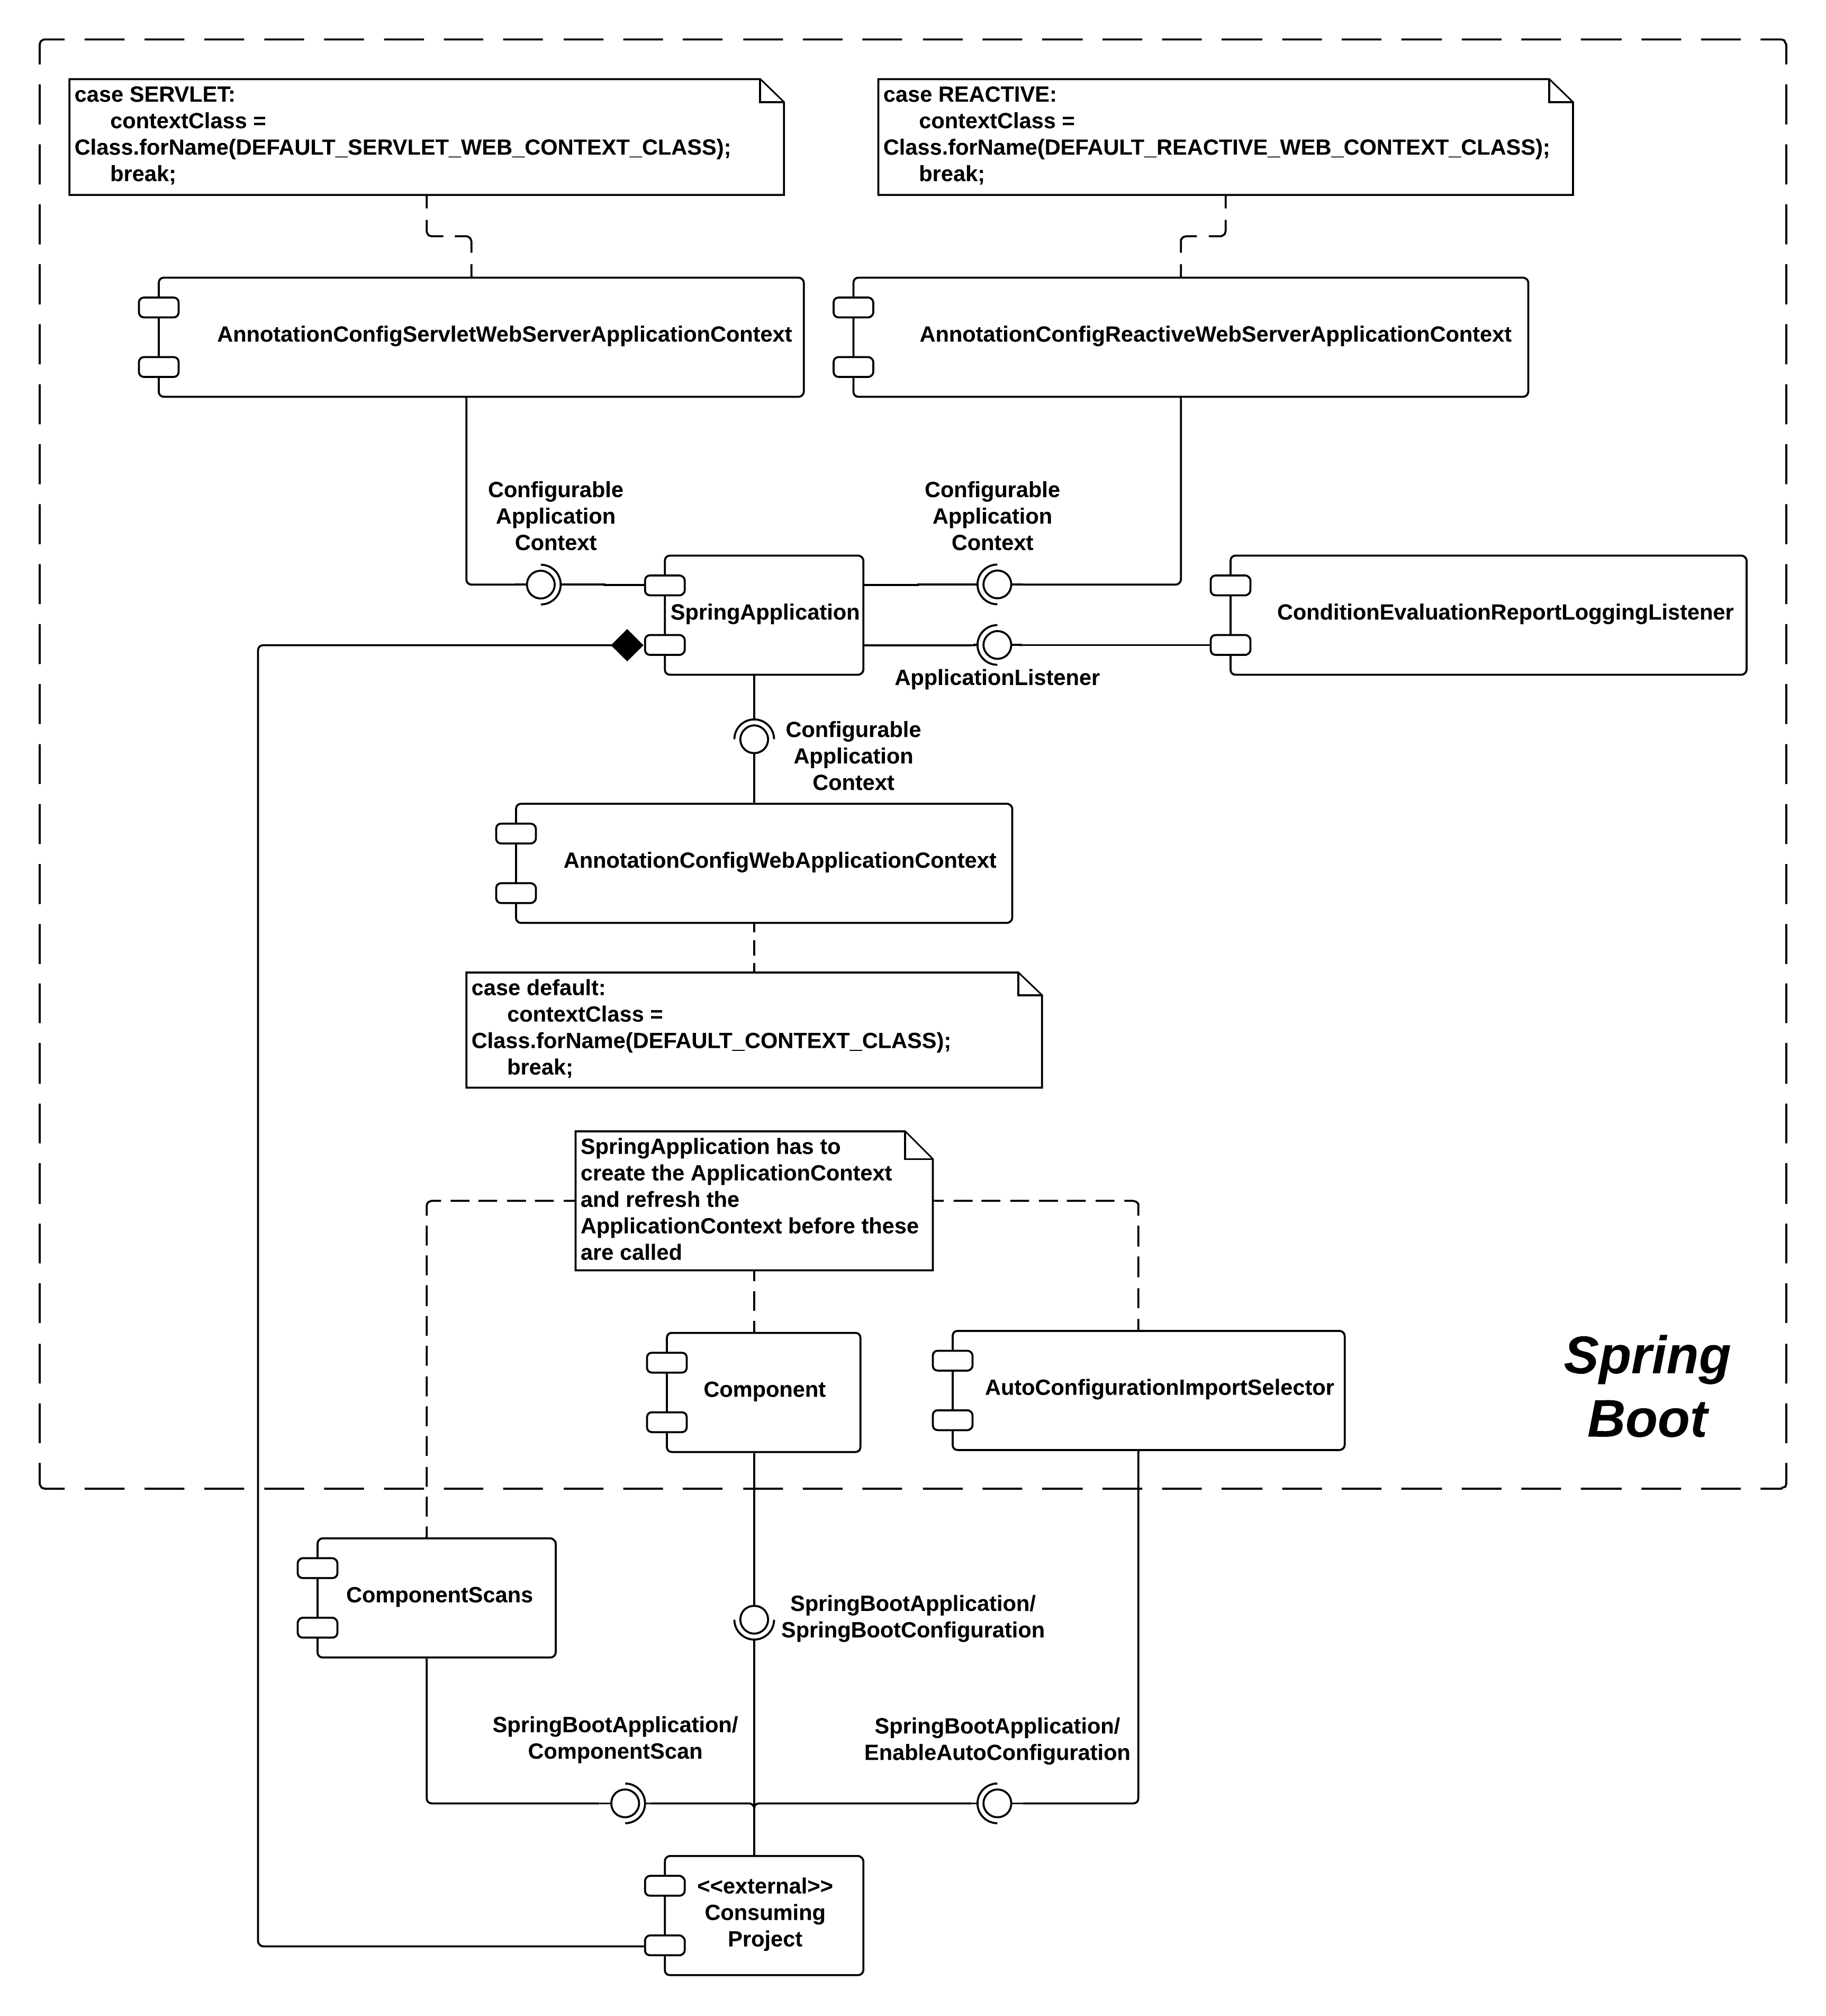 case SERVLET:
contextClass =
Class.forName(DEFAULT_SERVLET_WEB_CONTEXT_CLASS);
break;
case REACTIVE:
contextClass =
Class.forName(DEFAULT_REACTIVE_WEB_CONTEXT_CLASS);
break;
AnnotationConfigServletWebServerApplicationContext
AnnotationConfigReactiveWebServerApplicationContext
Configurable
Application
Context
Configurable
Application
Context
SpringApplication
ConditionEvaluationReportLoggingListener
ApplicationListener
Configurable
Application
Context
AnnotationConfigWebApplicationContext
case default:
contextClass =
Class.forName(DEFAULT_CONTEXT_CLASS);
break;
SpringApplication has to
create the ApplicationContext
and refresh the
ApplicationContext before these
are called
Component
AutoConfigurationImportSelector
Spring
Boot
ComponentScans
SpringBootApplication/
SpringBootConfiguration
SpringBootApplication/
ComponentScan
SpringBootApplication/
EnableAutoConfiguration
<<external>>
Consuming
Project